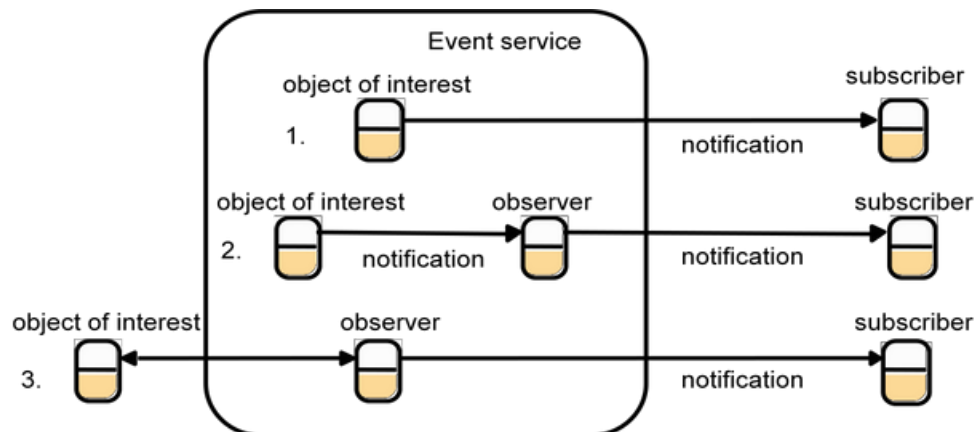 Event service
object of interest
subscriber
1.
notification
object of interest
observer
subscriber
2.
notification
notification
object of interest
observer
subscriber
3.
notification